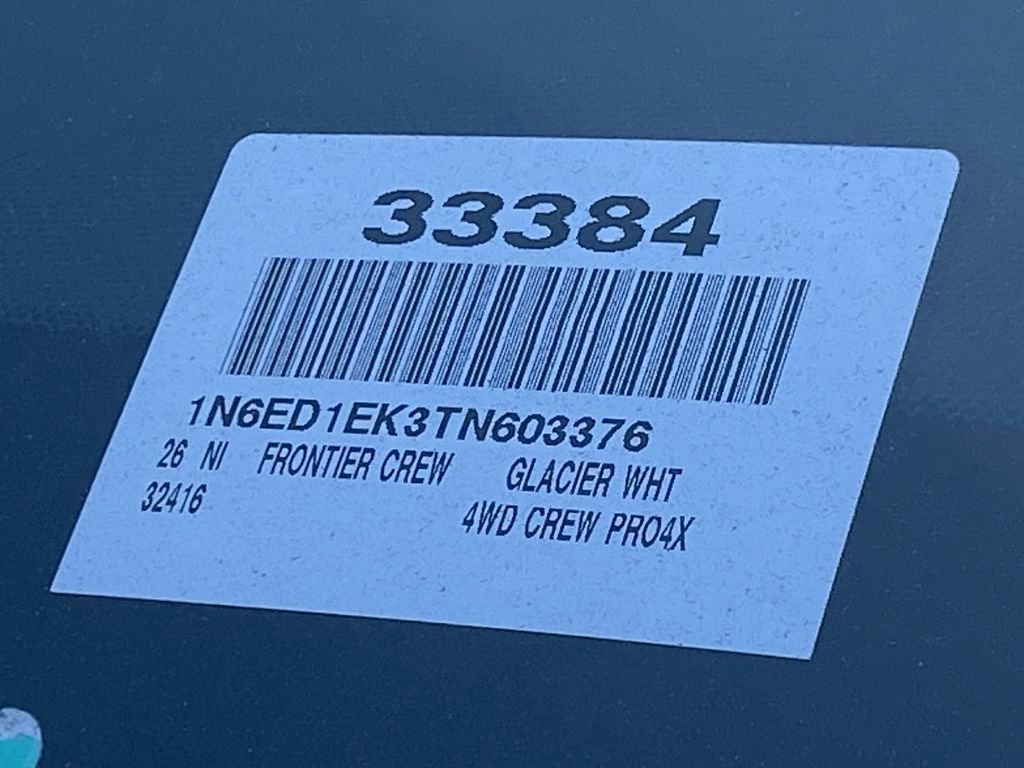 33384
1N6ED1EK3TN603376
26 NI FRONTIER CREW GLACIER WHT
32416 4WD CREW PRO4X